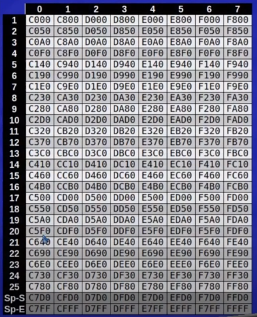 0 1 2 3 4 5 6 7
1 C000 C800 D000 D800 E000 E800 F000 F800
2 C050 C850 D050 D850 E050 E850 F050 F850
3 C0A0 C8A0 D0A0 D8A0 E0A0 E8A0 F0A0 F8A0
4 C0F0 C8F0 D0F0 D8F0 E0F0 E8F0 F0F0 F8F0
5 C140 C940 D140 D940 E140 E940 F140 F940
6 C190 C990 D190 D990 E190 E990 F190 F990
7 C1E0 C9E0 D1E0 D9E0 E1E0 E9E0 F1E0 F9E0
8 C230 CA30 D230 DA30 E230 EA30 F230 FA30
9 C280 CA80 D280 DA80 E280 EA80 F280 FA80
10 C2D0 CAD0 D2D0 DAD0 E2D0 EAD0 F2D0 FAD0
11 C320 CB20 D320 DB20 E320 EB20 F320 FB20
12 C370 CB70 D370 DB70 E370 EB70 F370 FB70
13 C3C0 CBC0 D3C0 DBC0 E3C0 EBC0 F3C0 FBC0
14 C410 CC10 D410 DC10 E410 EC10 F410 FC10
15 C460 CC60 D460 DC60 E460 EC60 F460 FC60
16 C4B0 CCB0 D4B0 DCB0 E4B0 ECB0 F4B0 FCB0
17 C500 CD00 D500 DD00 E500 ED00 F500 FD00
18 C550 CD50 D550 DD50 E550 ED50 F550 FD50
19 C5A0 CDA0 D5A0 DDA0 E5A0 EDA0 F5A0 FDA0
20 C5F0 CDF0 D5F0 DDF0 E5F0 EDF0 F5F0 FDF0
21 C640 CE40 D640 DE40 E640 EE40 F640 FE40
22 C690 CE90 D690 DE90 E690 EE90 F690 FE90
23 C6E0 CEE0 D6E0 DEE0 E6E0 EEE0 F6E0 FEE0
24 C730 CF30 D730 DF30 E730 EF30 F730 FF30
25 C780 CF80 D780 DF80 E780 EF80 F780 FF80
Sp-S C7D0 CFD0 D7D0 DFD0 E7D0 EFD0 F7D0 FFD0
Sp-E C7FF CFFF D7FF DFFF E7FF EFFF F7FF FFFF